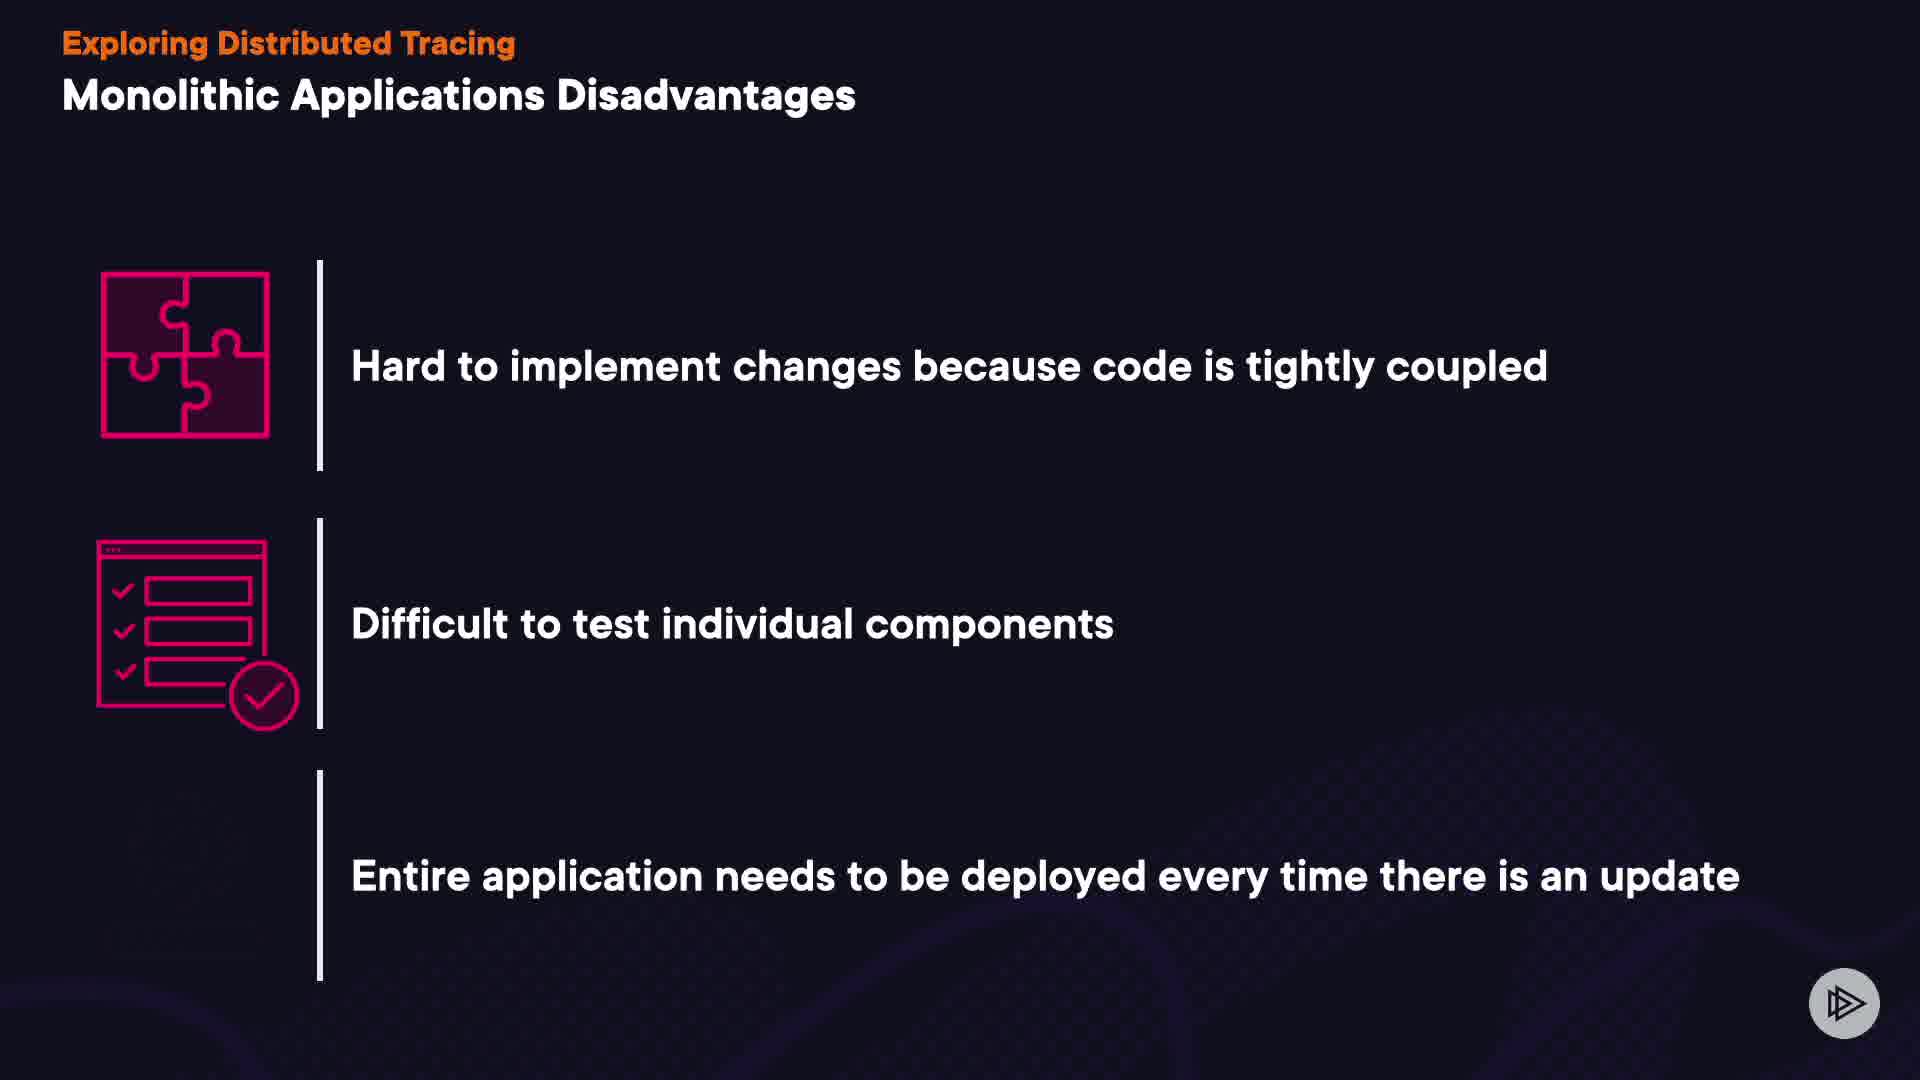 Exploring Distributed Tracing
Monolithic Applications Disadvantages
Hard to implement changes because code is tightly coupled
Difficult to test individual components
Entire application needs to be deployed every time there is an update